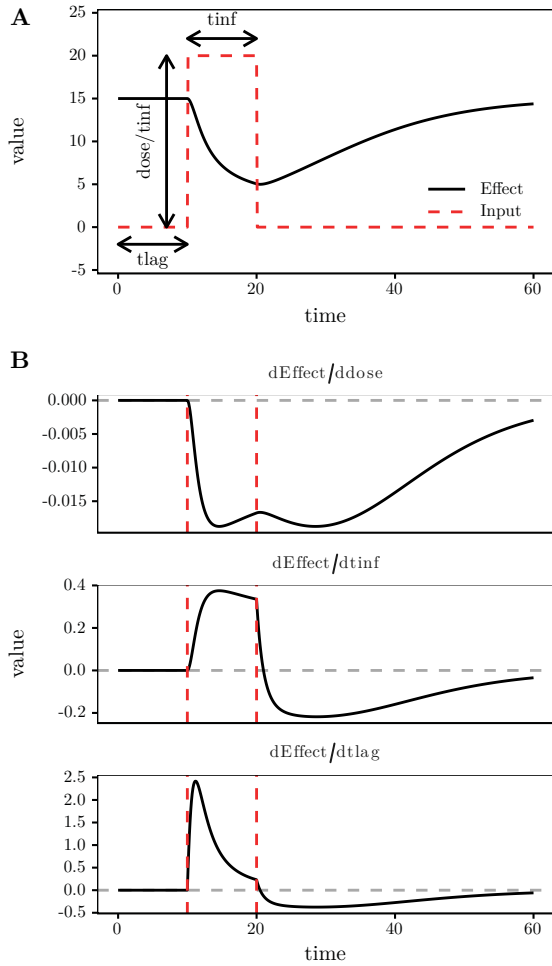 A
tinf
25
20
15
10
5
0
-5
value
dose/tinf
Effect
Input
tlag
0 20 40 60
time
B
dEffect/ddose
0.000
-0.005
-0.010
-0.015
dEffect/dtinf
0.4
0.2
0.0
-0.2
value
dEffect/dtlag
2.5
2.0
1.5
1.0
0.5
0.0
-0.5
0 20 40 60
time